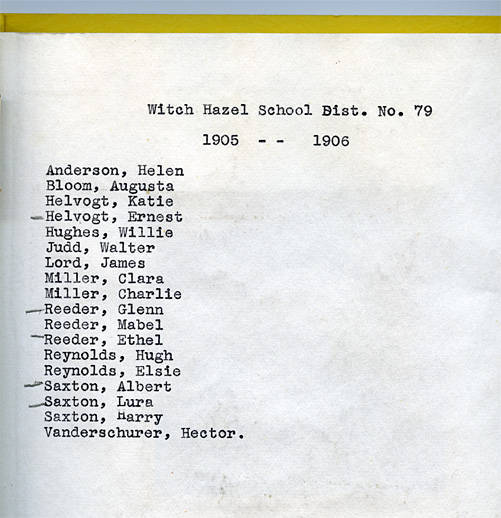 Witch Hazel School Dist. No. 79
1905 - - 1906
Anderson, Helen
Bloom, Augusta
Helvogt, Katie
Helvogt, Ernest
Hughes, Willie
Judd, Walter
Lord, James
Miller, Clara
Miller, Charlie
Reeder, Glenn
Reeder, Mabel
Reeder, Ethel
Reynolds, Hugh
Reynolds, Elsie
Saxton, Albert
Saxton, Lura
Saxton, Harry
Vanderschurer, Hector.